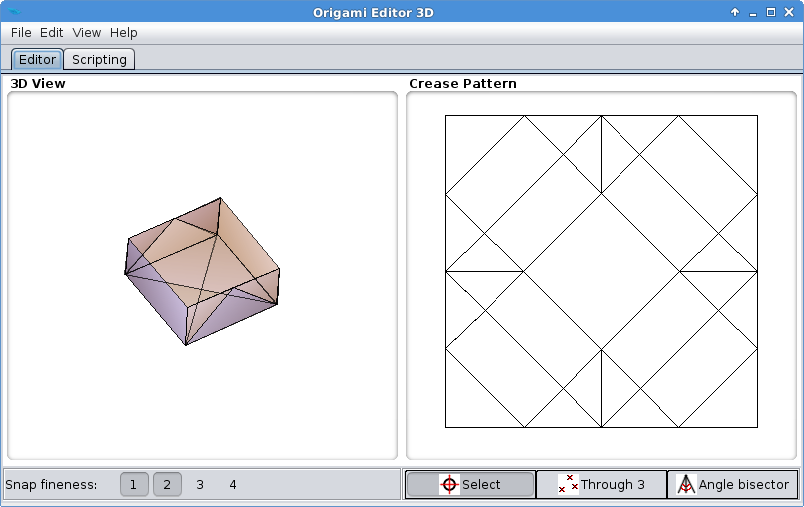 Origami Editor 3D
File Edit View Help
Editor Scripting
3D View Crease Pattern
Snap fineness: 1 2 3 4 Select Through 3 Angle bisector